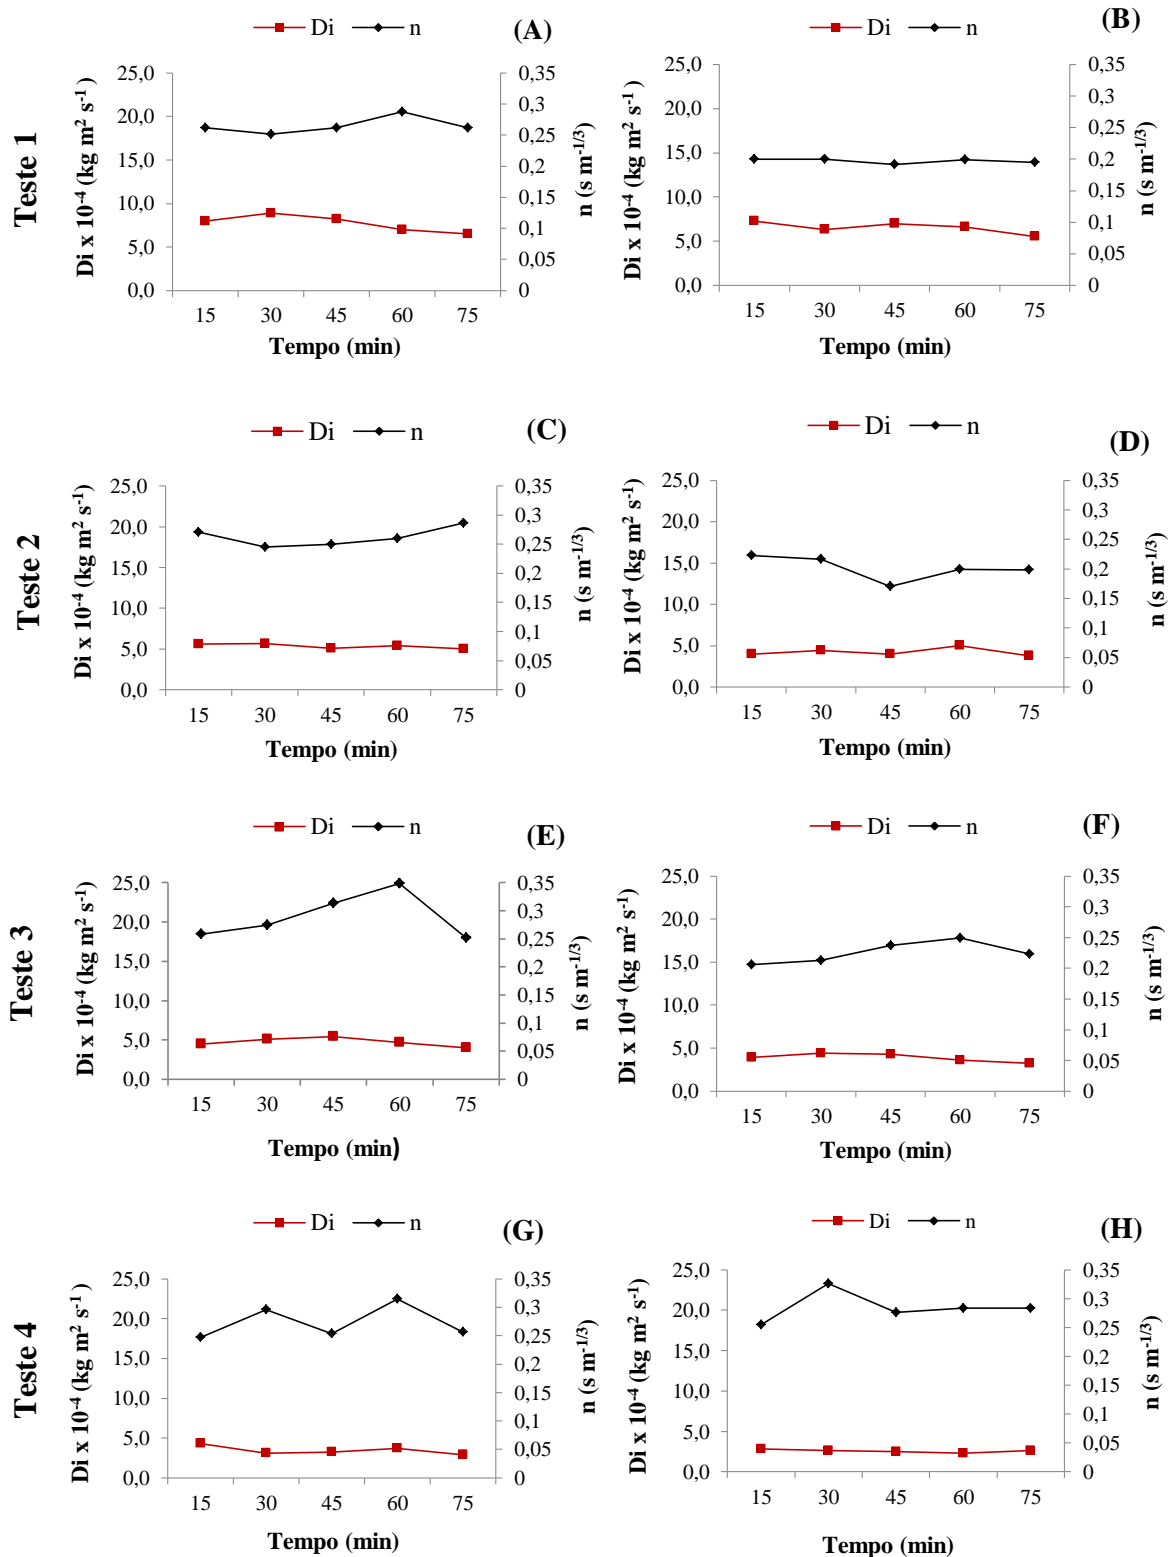 Di n (A)
25,0
20,0
15,0
10,0
5,0
0,0
0,35
0,3
0,25
0,2
0,15
0,1
0,05
0
15 30 45 60 75
Tempo (min)
Di x 10-4 (kg m2 s-1)
n (s m-1/3)
Teste 1
Di n (B)
25,0
20,0
15,0
10,0
5,0
0,0
0,35
0,3
0,25
0,2
0,15
0,1
0,05
0
15 30 45 60 75
Tempo (min)
Di x 10-4 (kg m2 s-1)
n (s m-1/3)
Di n (C)
25,0
20,0
15,0
10,0
5,0
0,0
0,35
0,3
0,25
0,2
0,15
0,1
0,05
0
15 30 45 60 75
Tempo (min)
Di x 10-4 (kg m2 s-1)
n (s m-1/3)
Teste 2
Di n (D)
25,0
20,0
15,0
10,0
5,0
0,0
0,35
0,3
0,25
0,2
0,15
0,1
0,05
0
15 30 45 60 75
Tempo (min)
Di x 10-4 (kg m2 s-1)
n (s m-1/3)
Di n (E)
25,0
20,0
15,0
10,0
5,0
0,0
0,35
0,3
0,25
0,2
0,15
0,1
0,05
0
15 30 45 60 75
Tempo (min)
Di x 10-4 (kg m2 s-1)
n (s m-1/3)
Teste 3
Di n (F)
25,0
20,0
15,0
10,0
5,0
0,0
0,35
0,3
0,25
0,2
0,15
0,1
0,05
0
15 30 45 60 75
Tempo (min)
Di x 10-4 (kg m2 s-1)
n (s m-1/3)
Di n (G)
25,0
20,0
15,0
10,0
5,0
0,0
0,35
0,3
0,25
0,2
0,15
0,1
0,05
0
15 30 45 60 75
Tempo (min)
Di x 10-4 (kg m2 s-1)
n (s m-1/3)
Teste 4
Di n (H)
25,0
20,0
15,0
10,0
5,0
0,0
0,35
0,3
0,25
0,2
0,15
0,1
0,05
0
15 30 45 60 75
Tempo (min)
Di x 10-4 (kg m2 s-1)
n (s m-1/3)